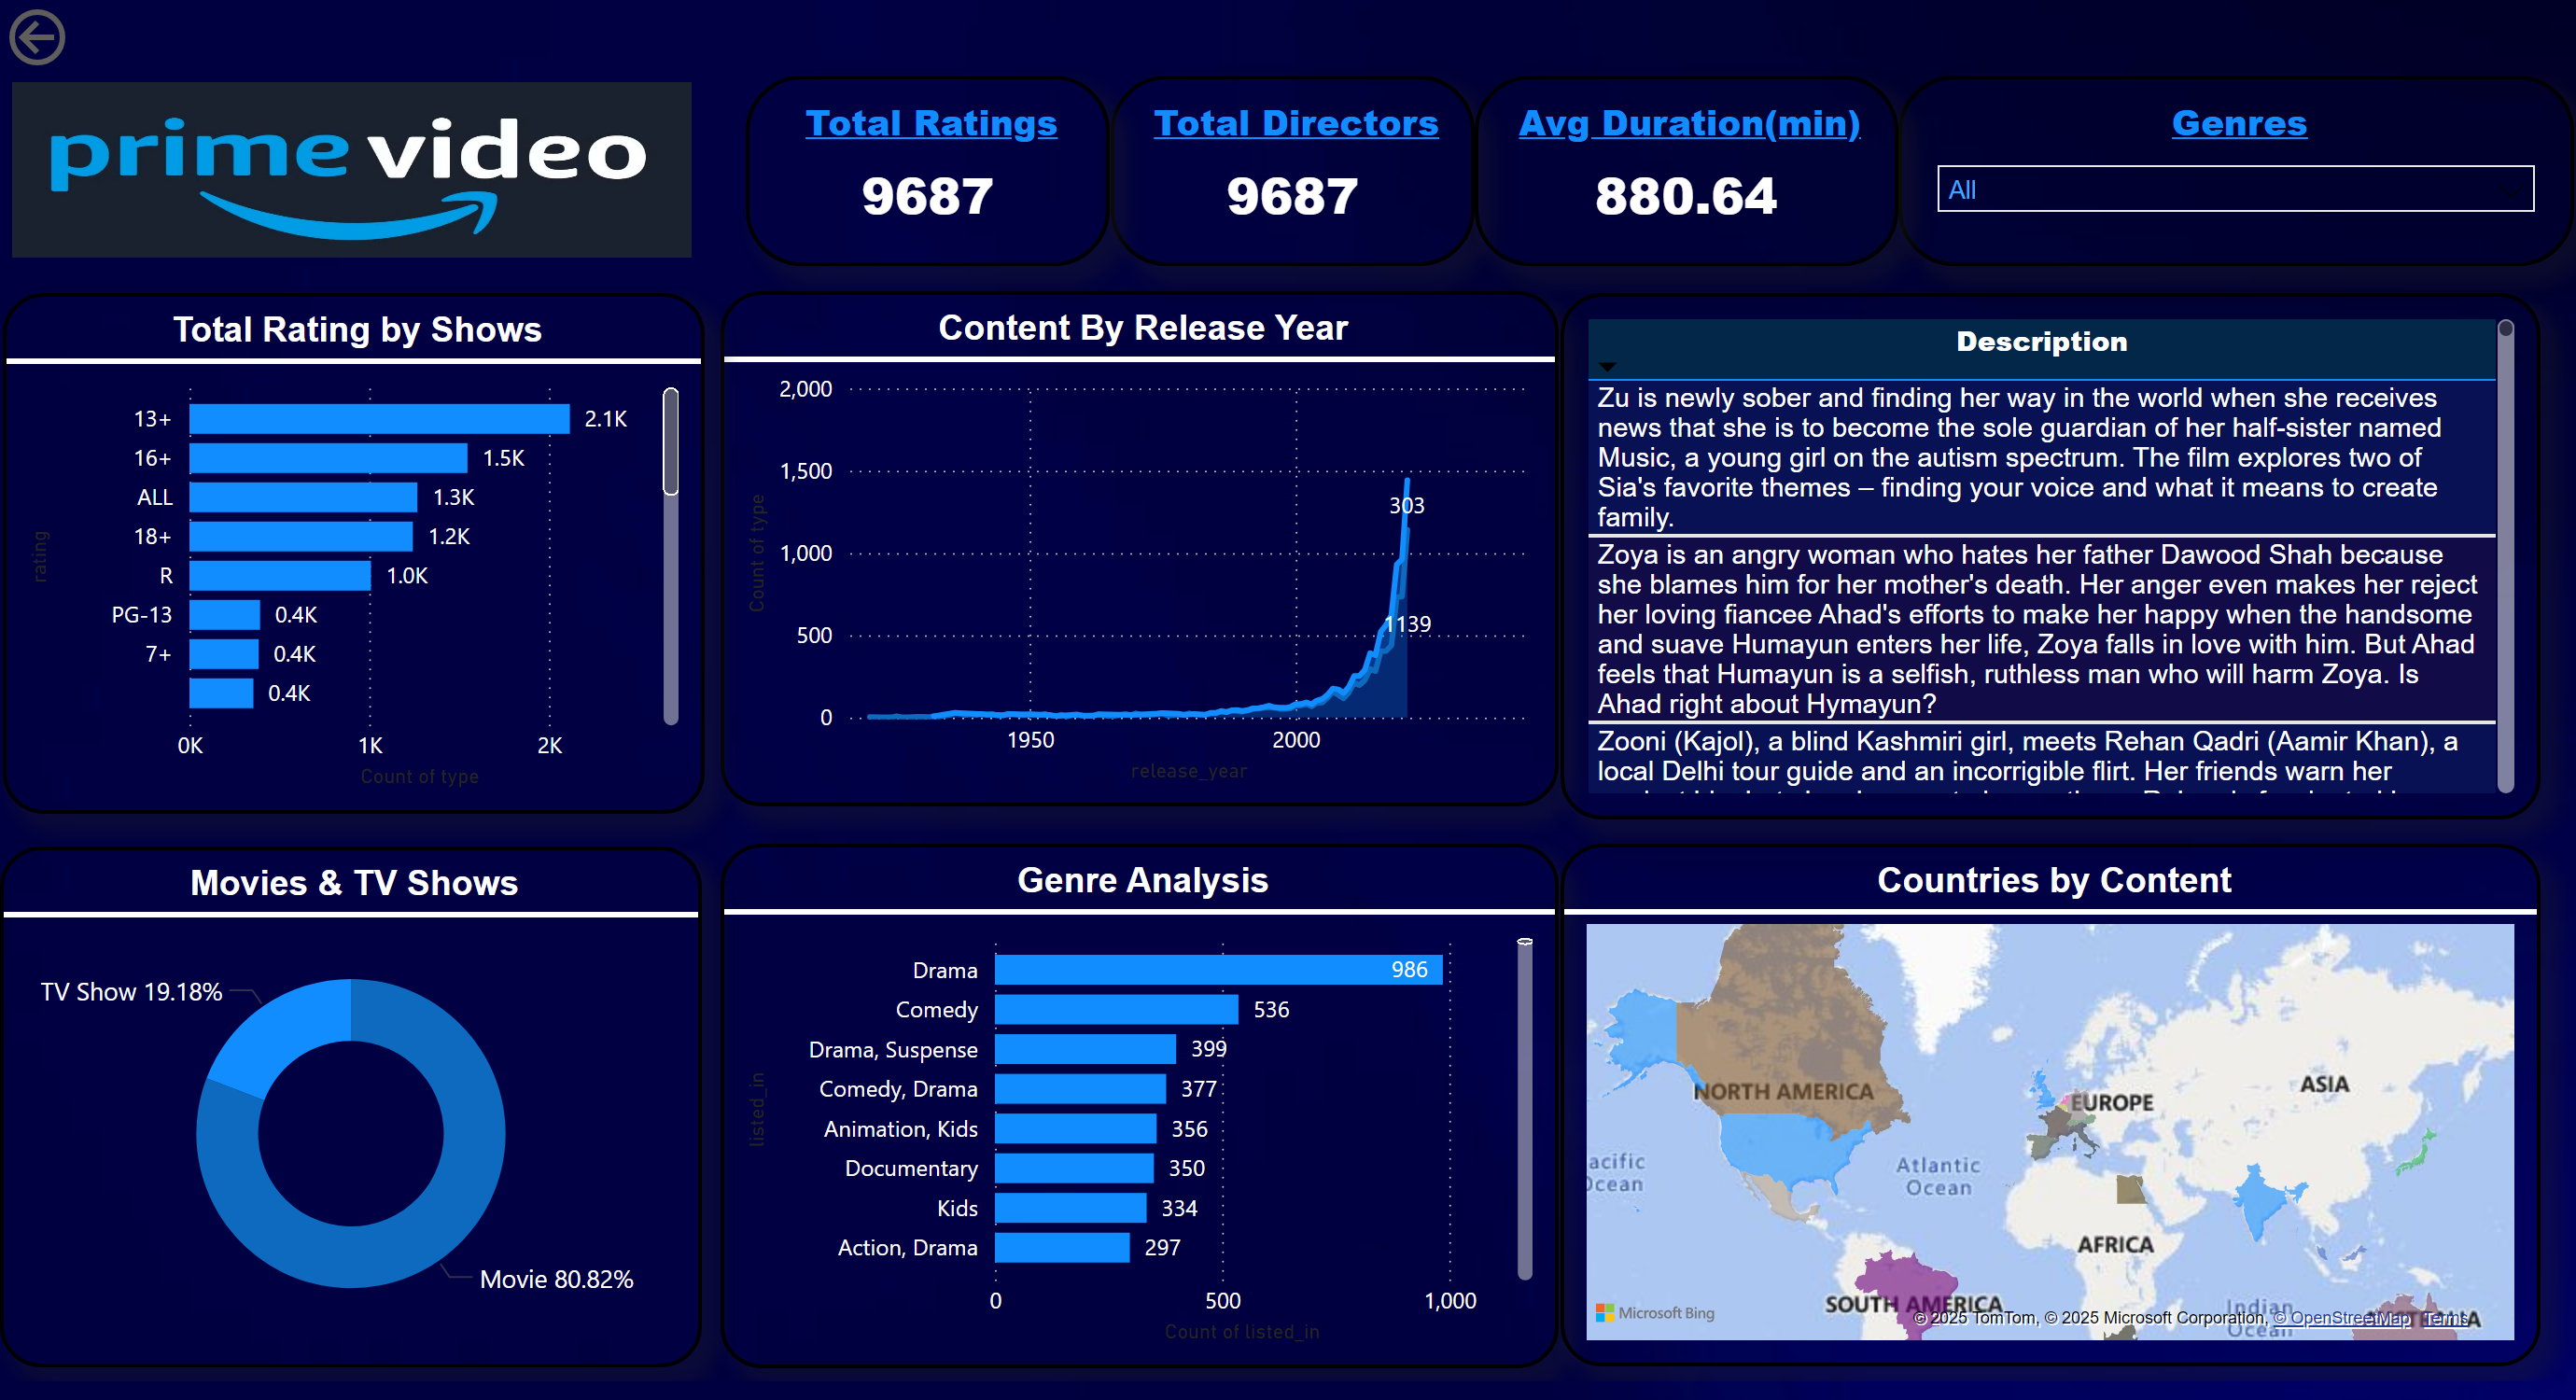 prime video
Total Ratings
9687
Total Directors
9687
Avg Duration(min)
880.64
Genres
All
Total Rating by Shows
rating
13+
2.1K
16+
1.5K
ALL
1.3K
18+
1.2K
R
1.0K
PG-13
0.4K
7+
0.4K
0.4K
0K
1K
2K
Count of type
Content By Release Year
Count of type
2,000
1,500
1,000
500
0
303
1139
1950
2000
release_year
Description
Zu is newly sober and finding her way in the world when she receives
news that she is to become the sole guardian of her half-sister named
Music, a young girl on the autism spectrum. The film explores two of
Sia's favorite themes – finding your voice and what it means to create
family.
Zoya is an angry woman who hates her father Dawood Shah because
she blames him for her mother's death. Her anger even makes her reject
her loving fiancee Ahad's efforts to make her happy when the handsome
and suave Humayun enters her life, Zoya falls in love with him. But Ahad
feels that Humayun is a selfish, ruthless man who will harm Zoya. Is
Ahad right about Hymayun?
Zooni (Kajol), a blind Kashmiri girl, meets Rehan Qadri (Aamir Khan), a
local Delhi tour guide and an incorrigible flirt. Her friends warn her
Movies & TV Shows
TV Show 19.18%
Movie 80.82%
Genre Analysis
listed_in
Drama
986
Comedy
536
Drama, Suspense
399
Comedy, Drama
377
Animation, Kids
356
Documentary
350
Kids
334
Action, Drama
297
0
500
1,000
Count of listed_in
Countries by Content
NORTH AMERICA
EUROPE
ASIA
acific
Ocean
Atlantic
Ocean
AFRICA
SOUTH AMERICA
Indian
Ocean
Microsoft Bing
© 2025 TomTom, © 2025 Microsoft Corporation, © OpenStreetMap Terms